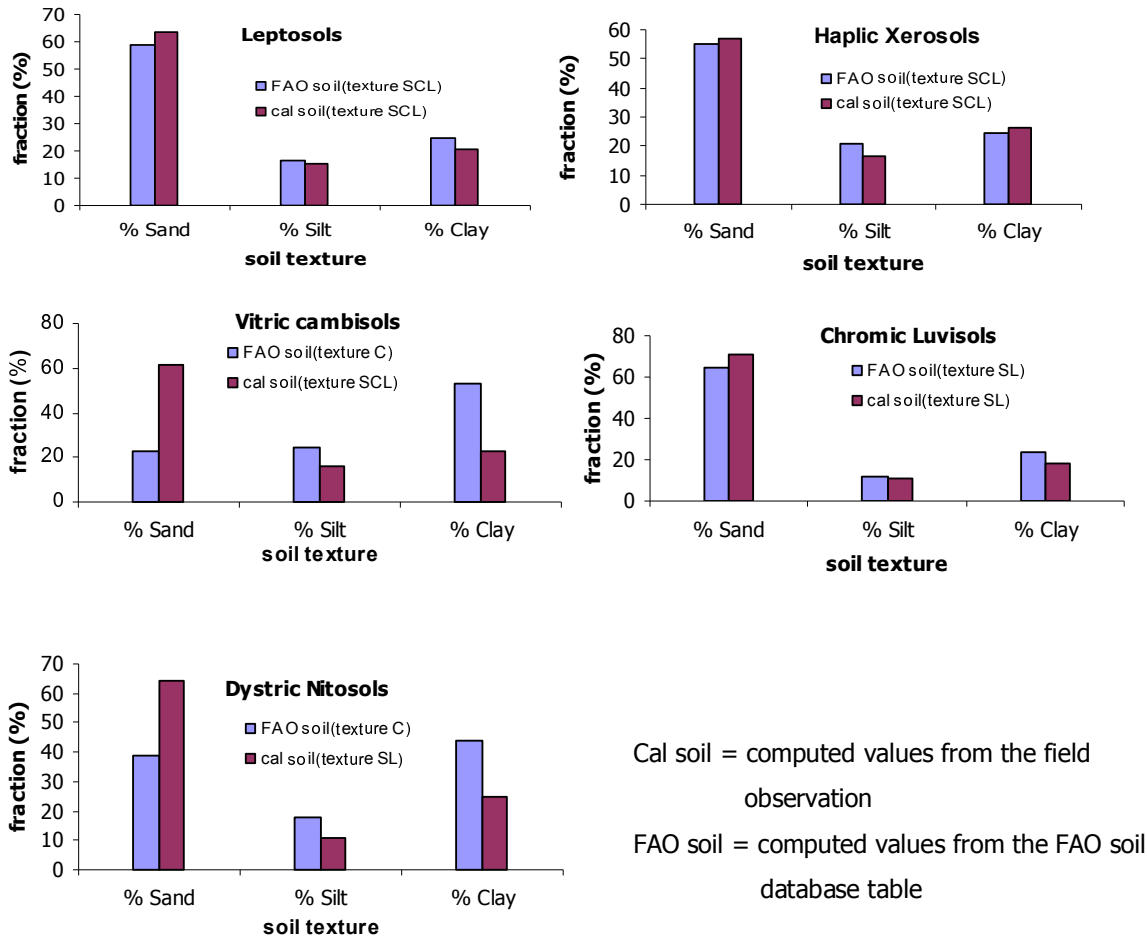 Leptosols
FAO soil(texture SCL)
cal soil(texture SCL)
fraction (%)
70
60
50
40
30
20
10
0
% Sand % Silt % Clay
soil texture
Haplic Xerosols
FAO soil(texture SCL)
cal soil(texture SCL)
fraction (%)
60
50
40
30
20
10
0
% Sand % Silt % Clay
soil texture
Vitric cambisols
FAO soil(texture C)
cal soil(texture SCL)
fraction (%)
80
60
40
20
0
% Sand % Silt % Clay
soil texture
Chromic Luvisols
FAO soil(texture SL)
cal soil(texture SL)
fraction (%)
80
60
40
20
0
% Sand % Silt % Clay
soil texture
Dystric Nitosols
FAO soil(texture C)
cal soil(texture SL)
fraction (%)
70
60
50
40
30
20
10
0
% Sand % Silt % Clay
soil texture
Cal soil = computed values from the field
observation
FAO soil = computed values from the FAO soil
database table